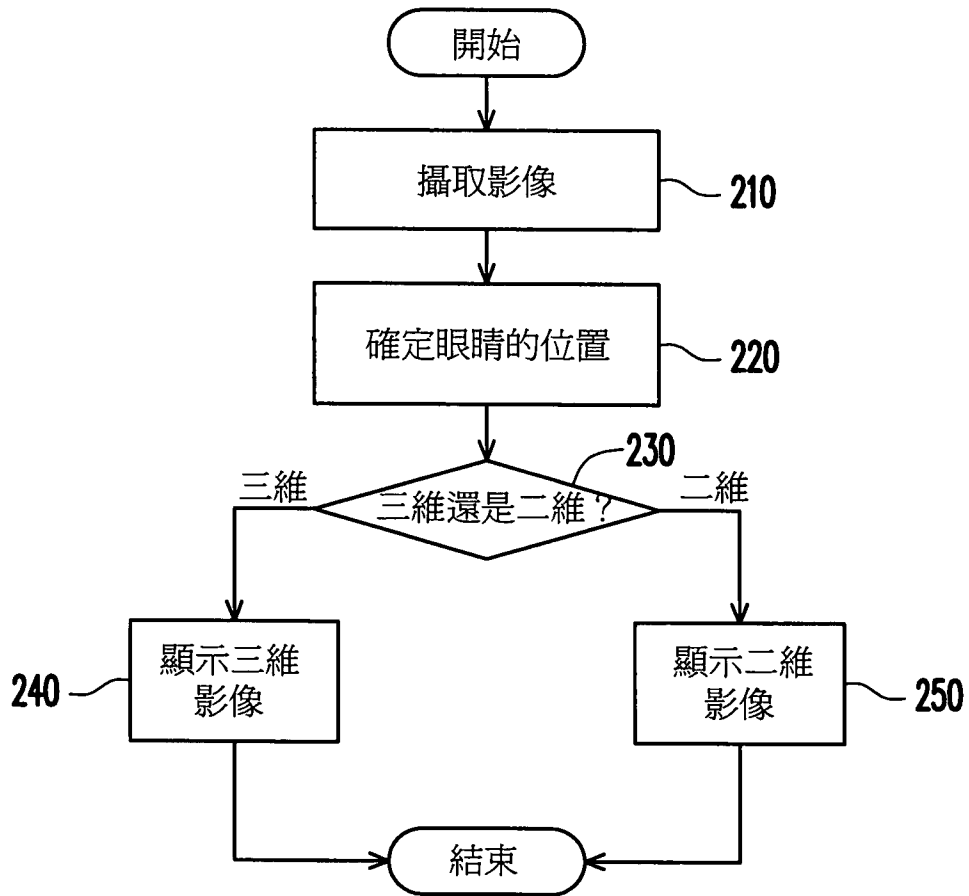 開始
攝取影像
210
確定眼睛的位置
220
230
三維
三維還是二維？
二維
顯示三維
影像
240
顯示二維
影像
250
結束